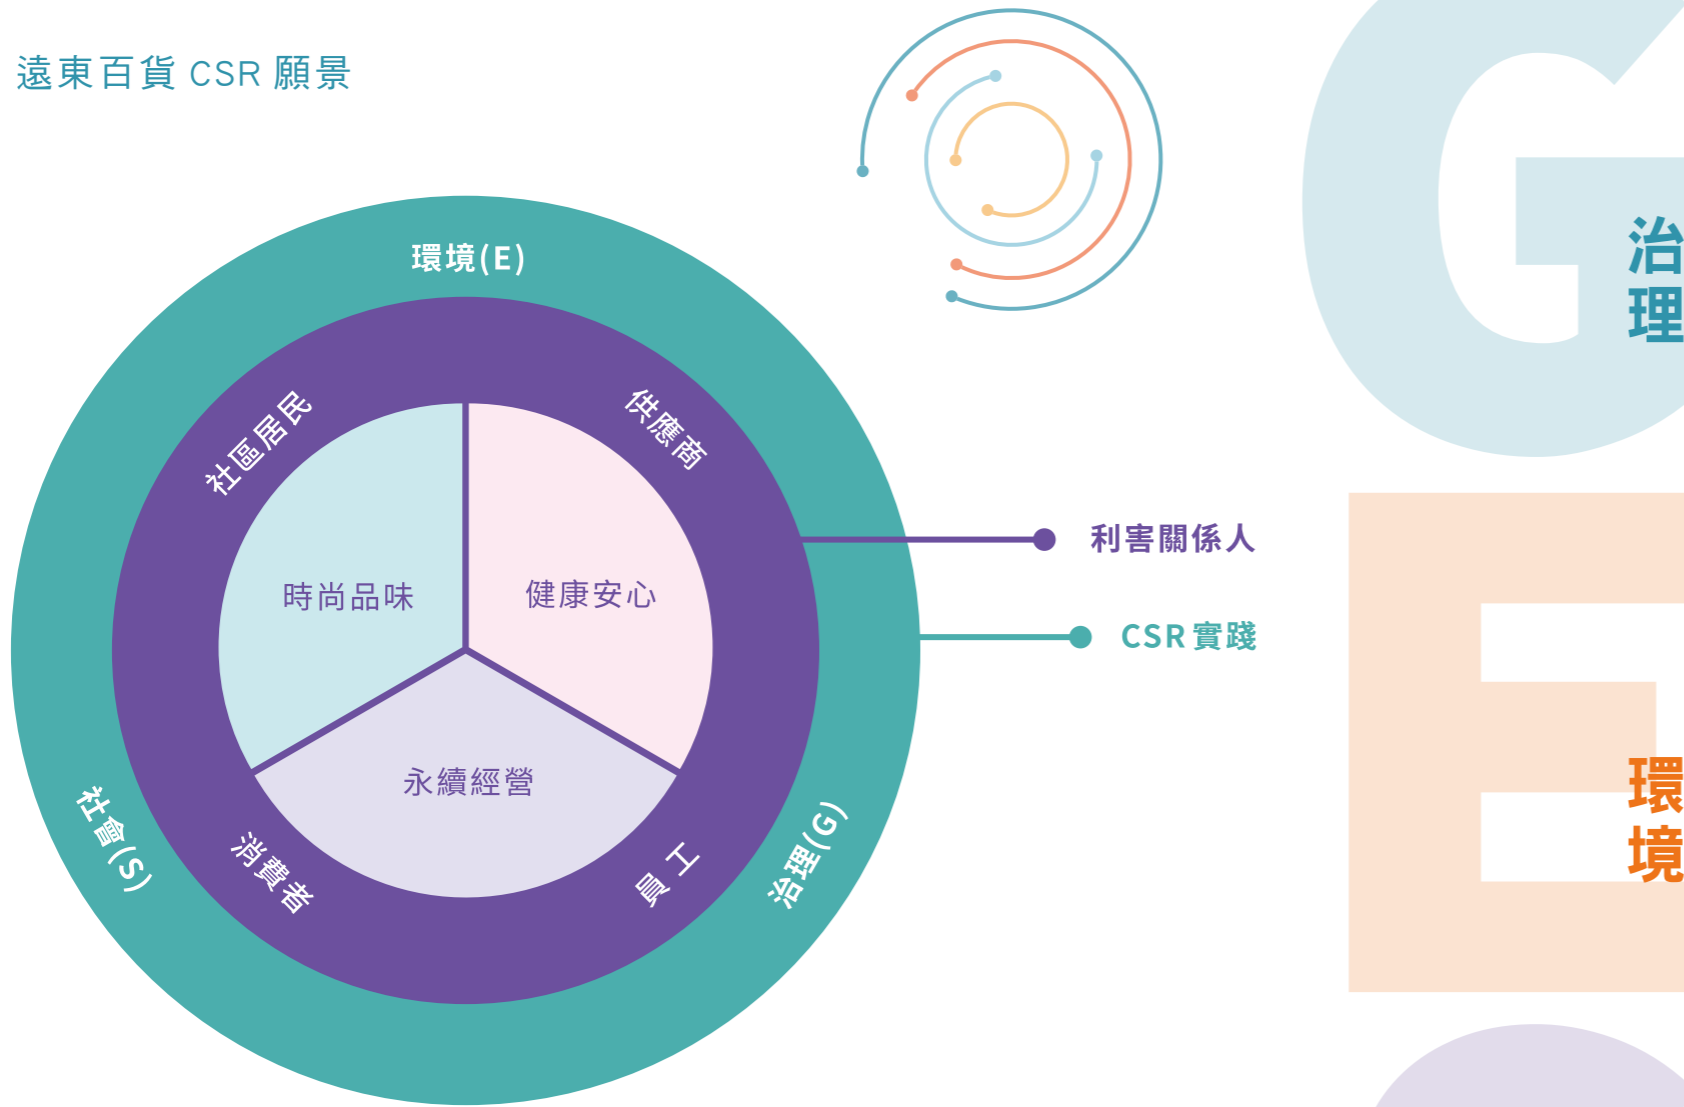 遠東百貨 CSR 願景
環境(E)
社區居民
供應商
利害關係人
時尚品味
健康安心
CSR 實踐
永續經營
社會(S)
消費者
員工
治理(G)
G
治
理
E
環
境